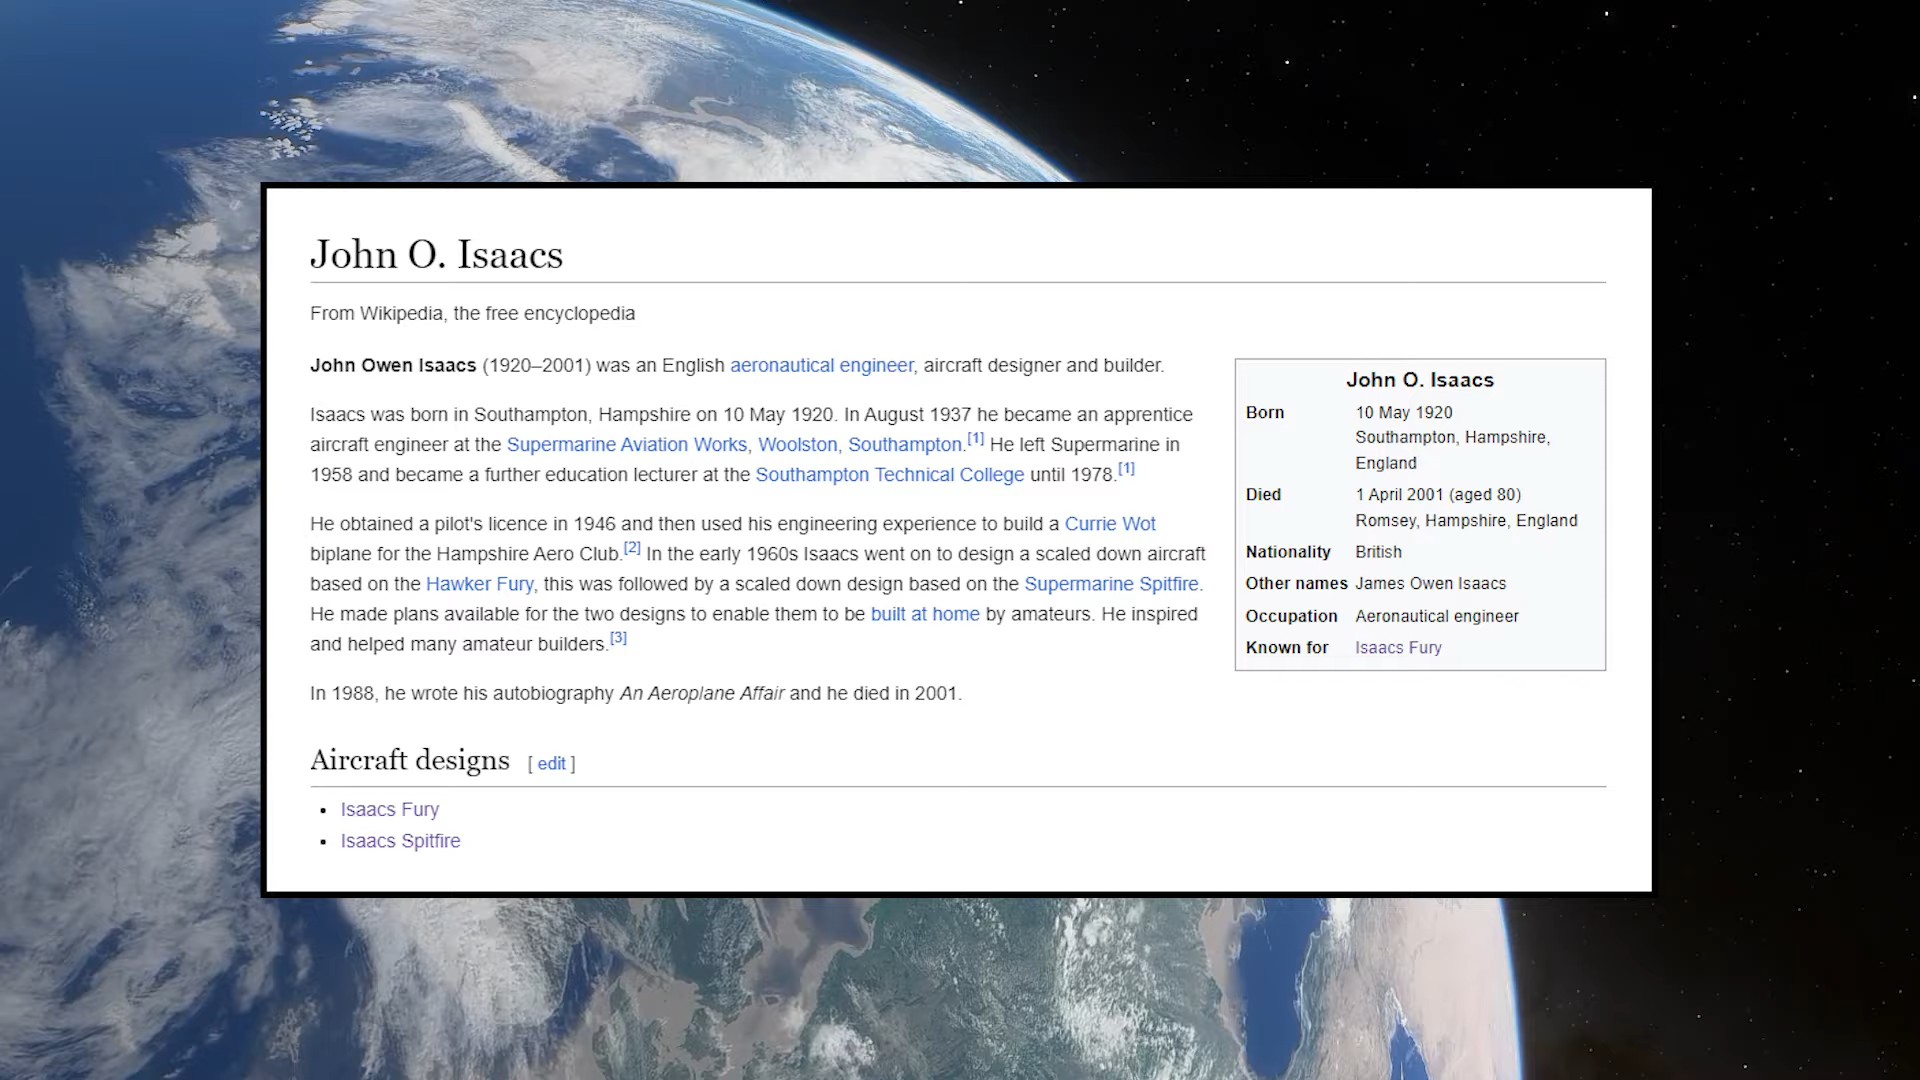 John O. Isaacs
From Wikipedia, the free encyclopedia
John Owen Isaacs (1920–2001) was an English aeronautical engineer, aircraft designer and builder.
Isaacs was born in Southampton, Hampshire on 10 May 1920. In August 1937 he became an apprentice
aircraft engineer at the Supermarine Aviation Works, Woolston, Southampton.[1] He left Supermarine in
1958 and became a further education lecturer at the Southampton Technical College until 1978.[1]
He obtained a pilot's licence in 1946 and then used his engineering experience to build a Currie Wot
biplane for the Hampshire Aero Club.[2] In the early 1960s Isaacs went on to design a scaled down aircraft
based on the Hawker Fury, this was followed by a scaled down design based on the Supermarine Spitfire.
He made plans available for the two designs to enable them to be built at home by amateurs. He inspired
and helped many amateur builders.[3]
In 1988, he wrote his autobiography An Aeroplane Affair and he died in 2001.
John O. Isaacs
Born 10 May 1920
Southampton, Hampshire,
England
Died 1 April 2001 (aged 80)
Romsey, Hampshire, England
Nationality British
Other names James Owen Isaacs
Occupation Aeronautical engineer
Known for Isaacs Fury
Aircraft designs [ edit ]
• Isaacs Fury
• Isaacs Spitfire